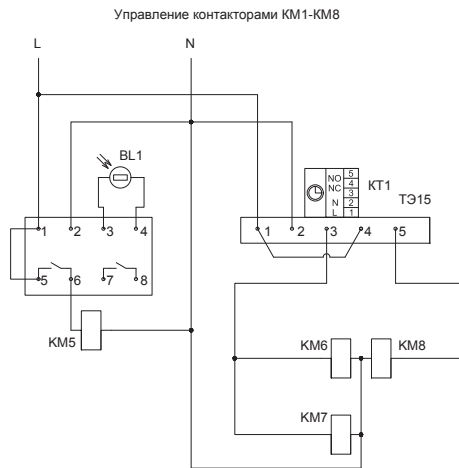 Управление контакторами КМ1-КМ8
L N
BL1
NO 5
NC 4
3
N 2
L 1
КТ1
ТЭ15
1 2 3 4
1 2 3 4 5
5 6 7 8
КМ5
КМ6 КМ8
КМ7